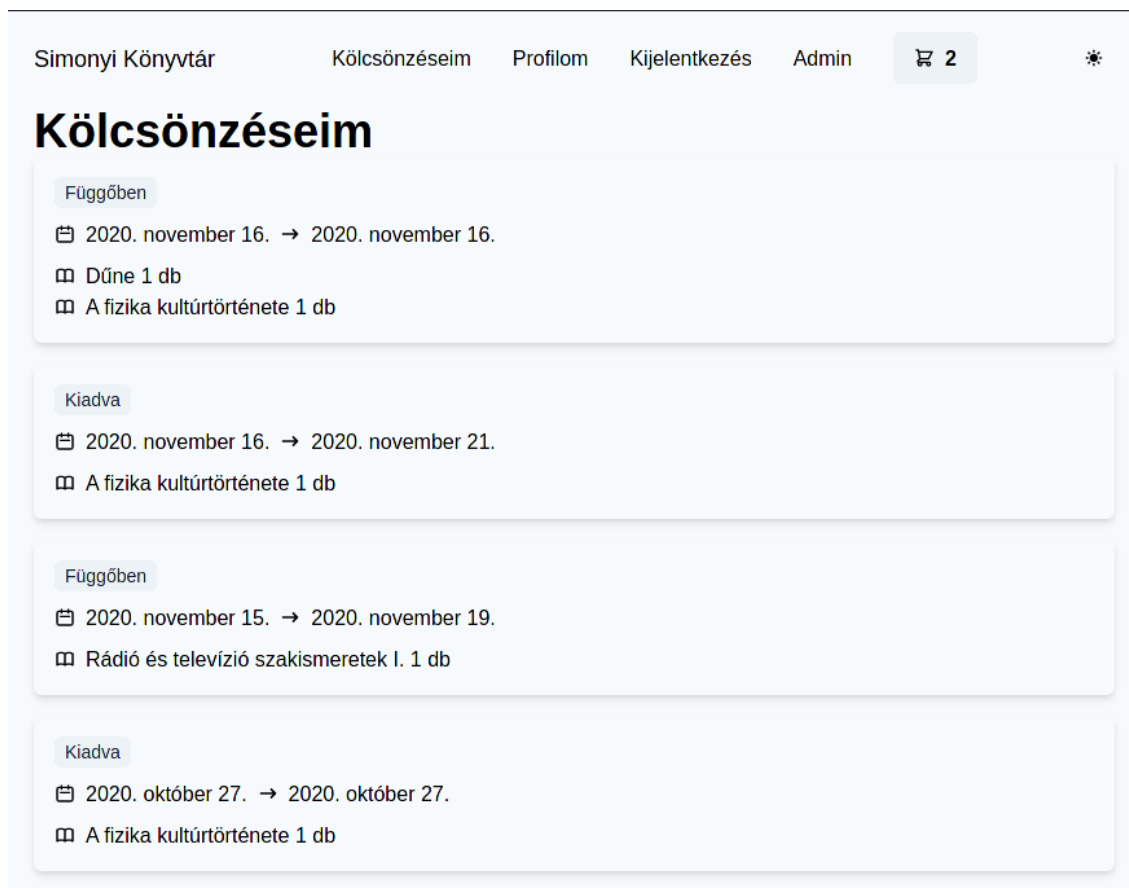 Simonyi Könyvtár Kölcsönzéseim Profilom Kijelentkezés Admin 2
Kölcsönzéseim
Függőben
2020. november 16. → 2020. november 16.
Dűne 1 db
A fizika kultúrtörténete 1 db
Kiadva
2020. november 16. → 2020. november 21.
A fizika kultúrtörténete 1 db
Függőben
2020. november 15. → 2020. november 19.
Rádió és televízió szakismeretek I. 1 db
Kiadva
2020. október 27. → 2020. október 27.
A fizika kultúrtörténete 1 db